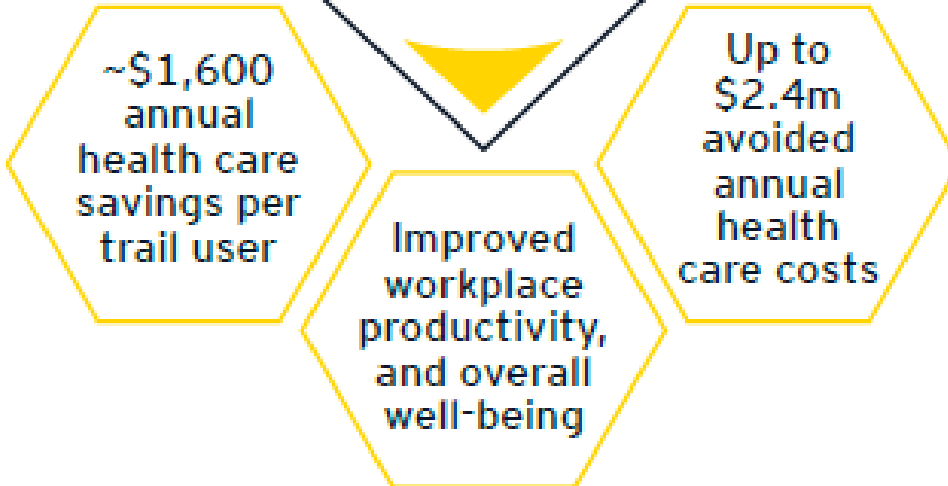 ~$1,600
annual
health care
savings per
trail user
Improved
workplace
productivity,
and overall
well-being
Up to
$2.4m
avoided
annual
health
care costs